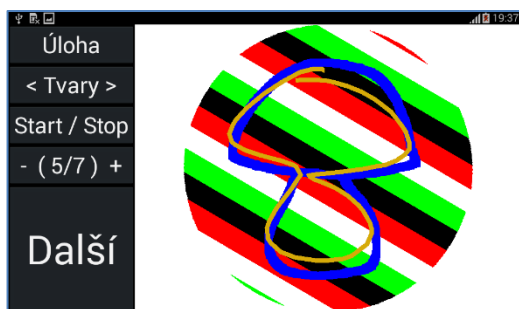 19:37
Úloha
< Tvary >
Start / Stop
- ( 5/7 ) +
Další